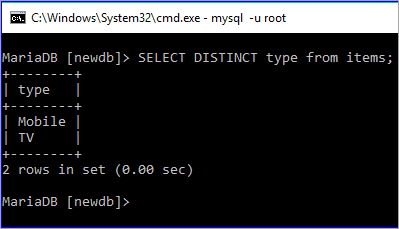 C:\Windows\System32\cmd.exe - mysql  -u root
MariaDB [newdb]> SELECT DISTINCT type from items;
+--------+
| type   |
+--------+
| Mobile |
| TV     |
+--------+
2 rows in set (0.00 sec)
MariaDB [newdb]>